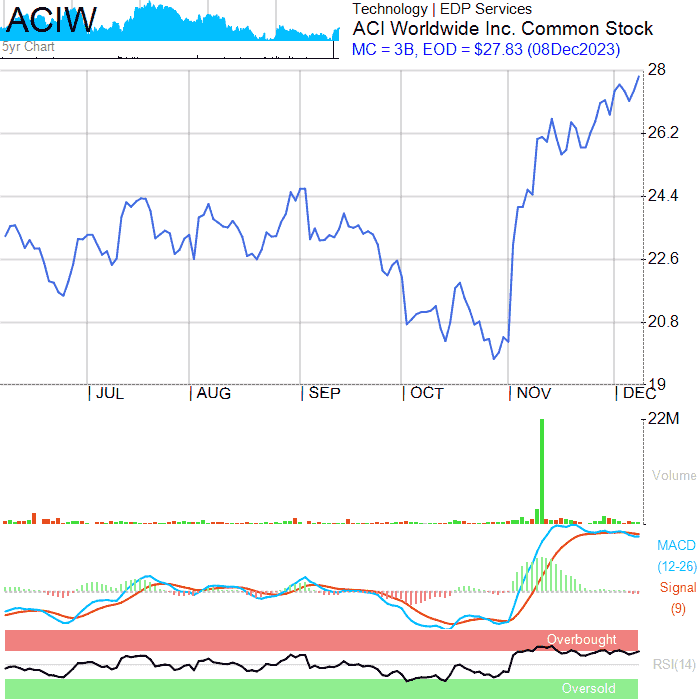 ACIW
5yr Chart
Technology | EDP Services
ACI Worldwide Inc. Common Stock
MC = 3B, EOD = $27.83 (08Dec2023)
28
26.2
24.4
22.6
20.8
19
JUL AUG SEP OCT NOV DEC
22M
Volume
MACD
(12-26)
Signal
(9)
Overbought
RSI(14)
Oversold